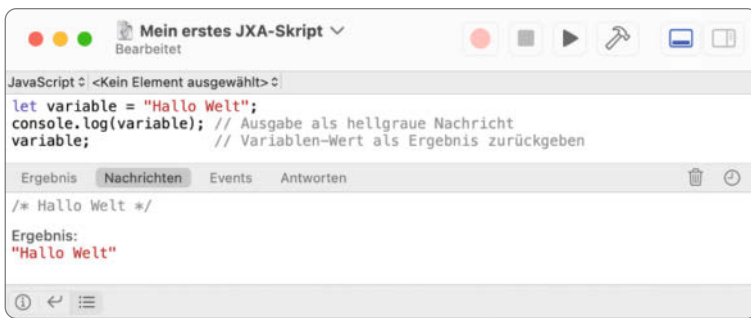 Mein erstes JXA-Skript
Bearbeitet
JavaScript <Kein Element ausgewählt>
let variable = "Hallo Welt";
console.log(variable); // Ausgabe als hellgraue Nachricht
variable; // Variablen-Wert als Ergebnis zurückgeben
Ergebnis Nachrichten Events Antworten
/* Hallo Welt */
Ergebnis:
"Hallo Welt"